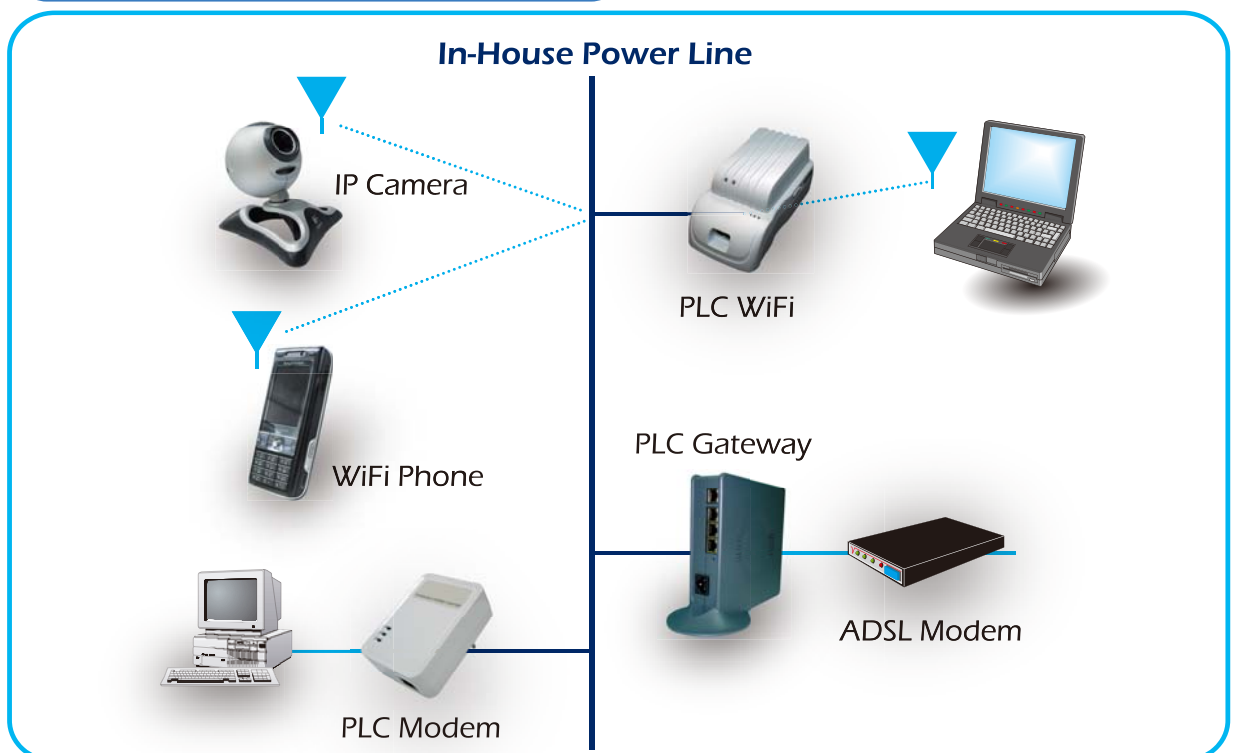 In-House Power Line
IP Camera
PLC WiFi
WiFi Phone
PLC Gateway
ADSL Modem
PLC Modem